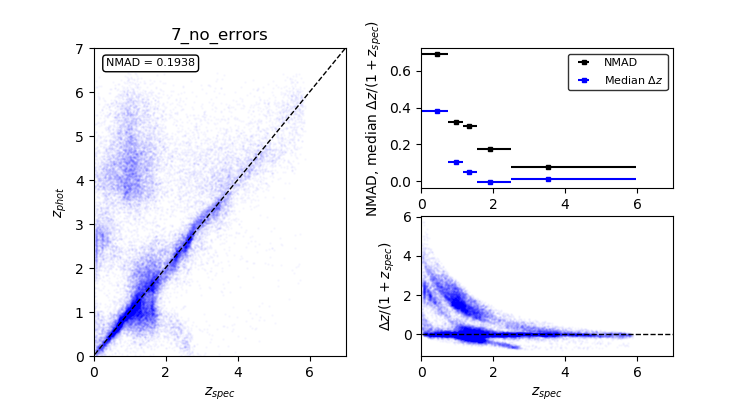 7_no_errors
NMAD = 0.1938
z_phot
7
6
5
4
3
2
1
0
0 2 4 6
z_spec
NMAD, median Δz/(1 + z_spec)
NMAD
Median Δz
0.6
0.4
0.2
0.0
0 2 4 6
Δz/(1 + z_spec)
6
4
2
0
0 2 4 6
z_spec